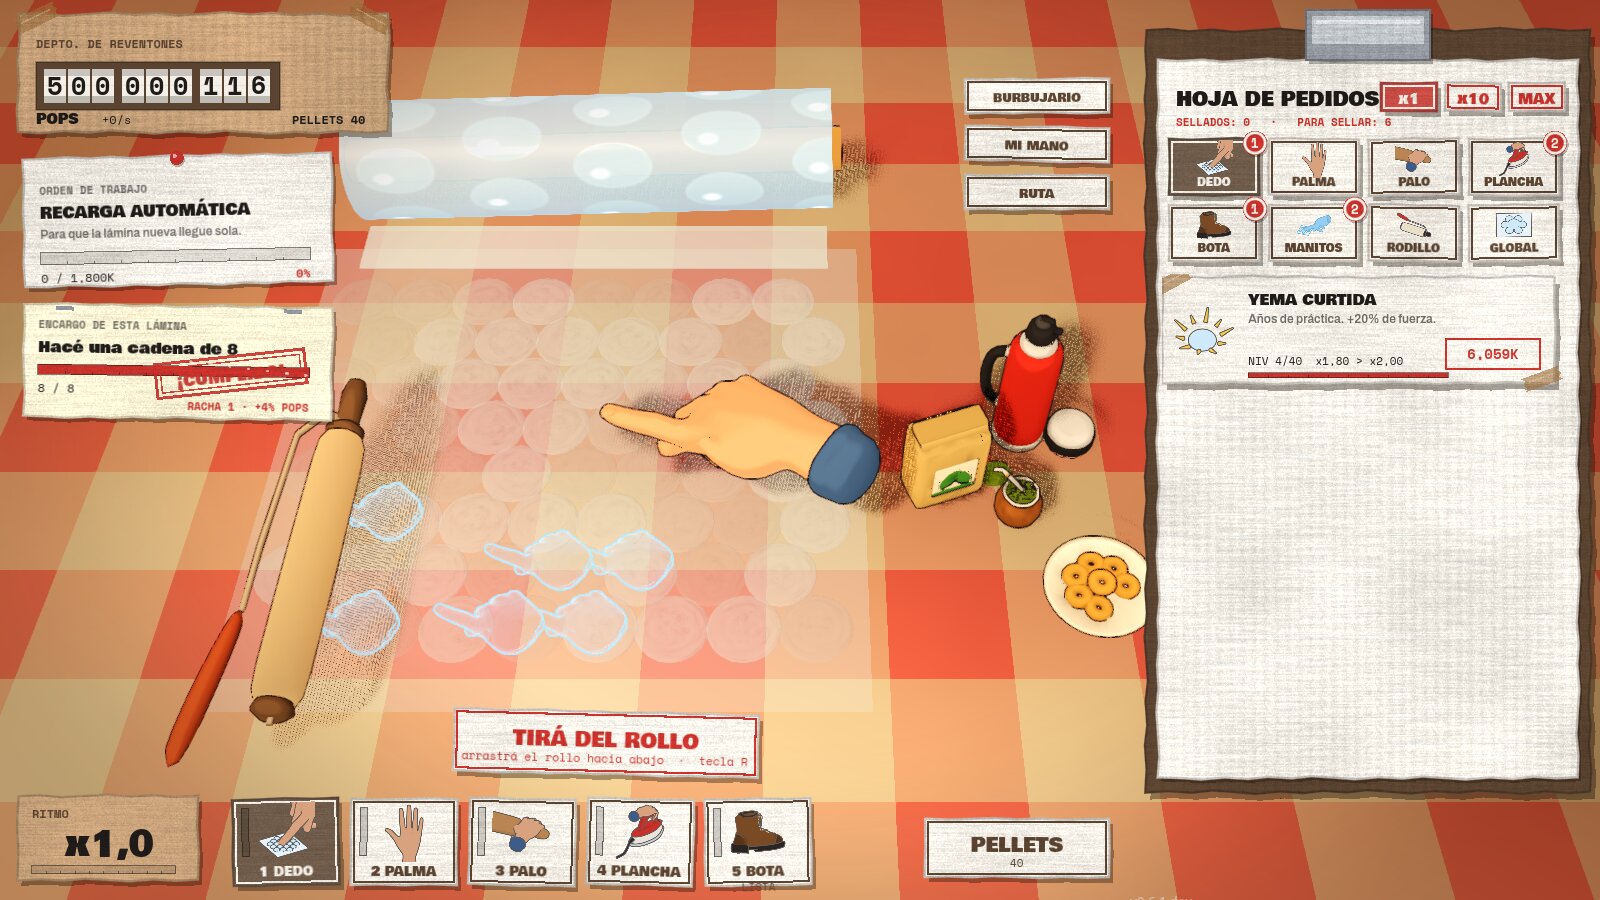 DEPTO. DE REVENTONES
500 000 116
POPS +0/s PELLETS 40
ORDEN DE TRABAJO
RECARGA AUTOMÁTICA
Para que la lámina nueva llegue sola.
0 / 1.800K 0%
ENCARGO DE ESTA LÁMINA
Hacé una cadena de 8
8 / 8
RACHA 1 · +4% POPS
BURBUJARIO
MI MANO
RUTA
HOJA DE PEDIDOS x1 x10 MAX
SELLADOS: 0 · PARA SELLAR: 6
DEDO 1
PALMA
PALO
PLANCHA 2
BOTA 1
MANITOS 2
RODILLO
GLOBAL
YEMA CURTIDA
Años de práctica. +20% de fuerza.
NIV 4/40 x1,80 > x2,00
6.059K
TIRÁ DEL ROLLO
arrastrá el rollo hacia abajo · tecla R
RITMO
x1,0
1 DEDO
2 PALMA
3 PALO
4 PLANCHA
5 BOTA
LISTA
PELLETS
40